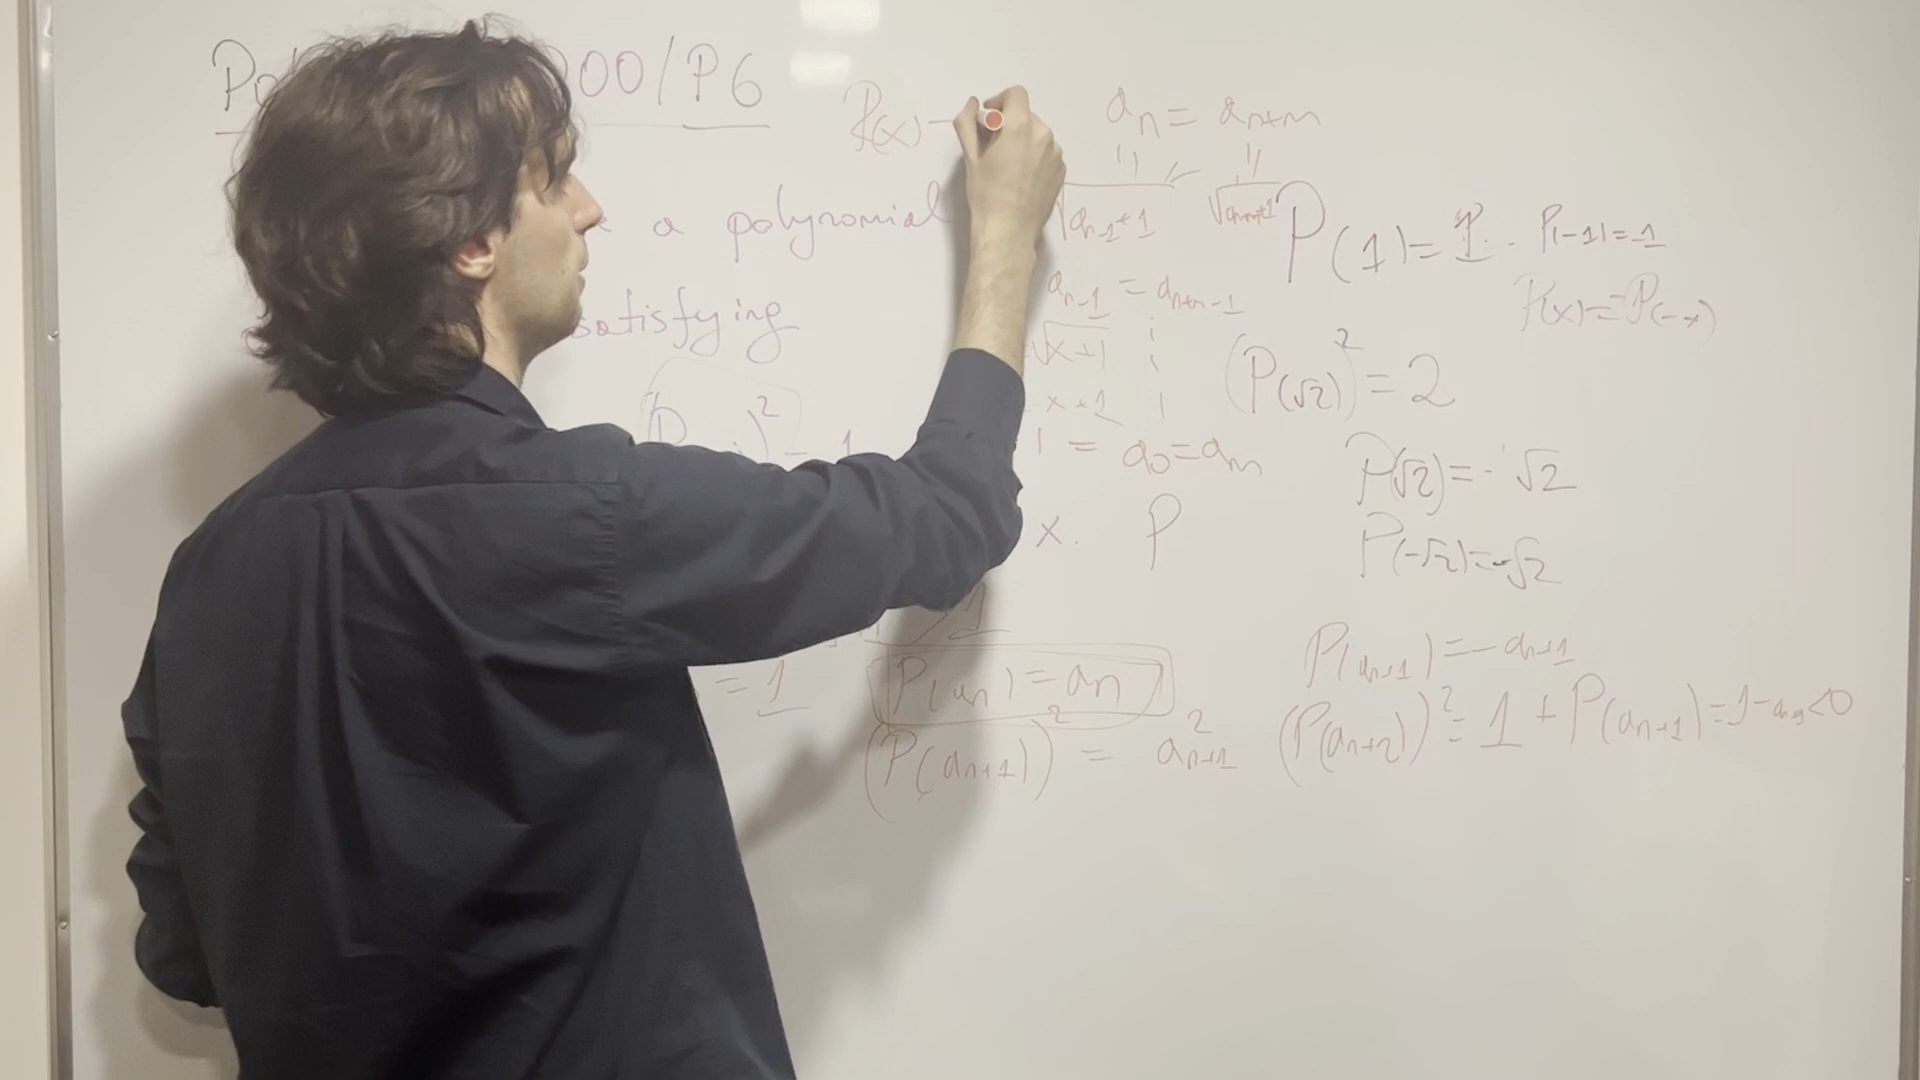 Po 000/P6
P(x) -
aₙ = aₙ₊ₘ
√(aₙ₋₁+1)
a polynomial
P(1) = 1. P(-1) = -1
satisfying
aₙ₋₁ = aₙ₊ₘ₋₁
P(x) = -P(-x)
√x+1
(P(√2))² = 2
x+1
)² - 1
1 = a₀ = aₘ
P(√2) = √2
x. P
P(-√2) = -√2
= 1
P(aₙ) = aₙ
P(aₙ₊₁) = -aₙ₊₁
(P(aₙ₊₁))² = a²ₙ₊₁
(P(aₙ₊₂))² = 1 + P(aₙ₊₁) = 1 - aₙ₊₁ < 0